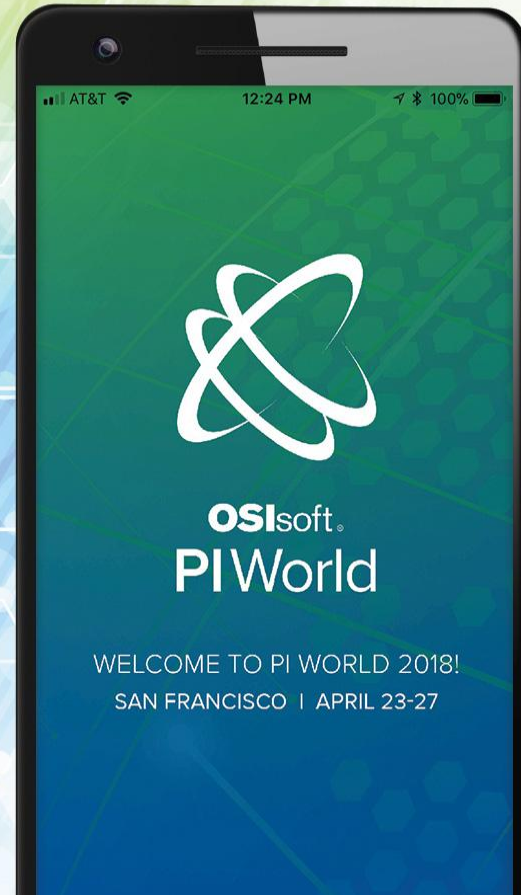 AT&T 12:24 PM 100%
OSIsoft®
PI World
WELCOME TO PI WORLD 2018!
SAN FRANCISCO | APRIL 23-27